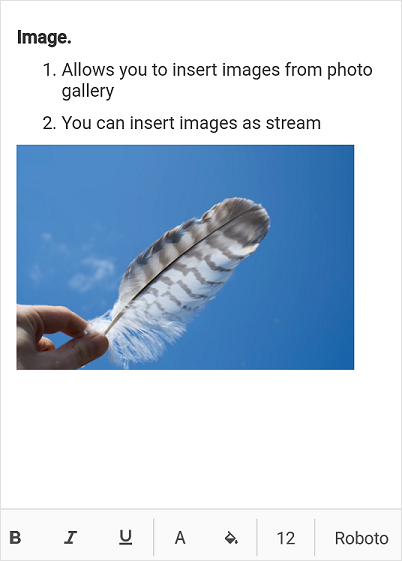 Image.
1. Allows you to insert images from photo
gallery
2. You can insert images as stream
B I U A 12 Roboto